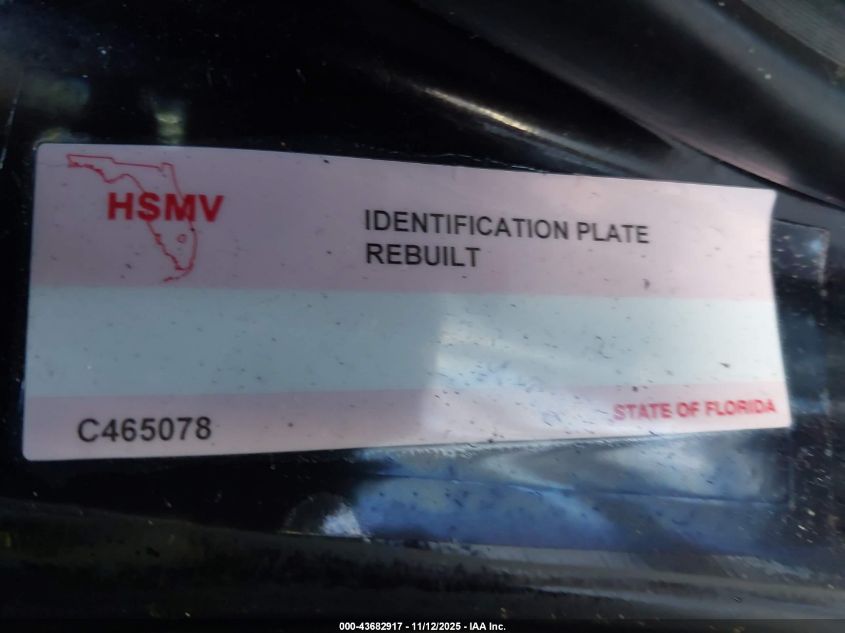 HSMV
IDENTIFICATION PLATE
REBUILT
C465078
STATE OF FLORIDA
000-43682917 - 11/12/2025 - IAA Inc.